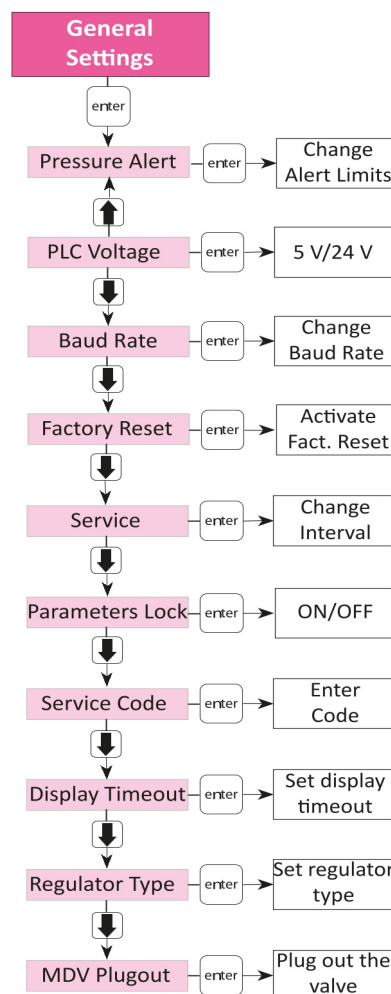 General
Settings
enter
Pressure Alert
enter
Change
Alert Limits
PLC Voltage
enter
5 V/24 V
Baud Rate
enter
Change
Baud Rate
Factory Reset
enter
Activate
Fact. Reset
Service
enter
Change
Interval
Parameters Lock
enter
ON/OFF
Service Code
enter
Enter
Code
Display Timeout
enter
Set display
timeout
Regulator Type
enter
Set regulator
type
MDV Plugout
enter
Plug out the
valve